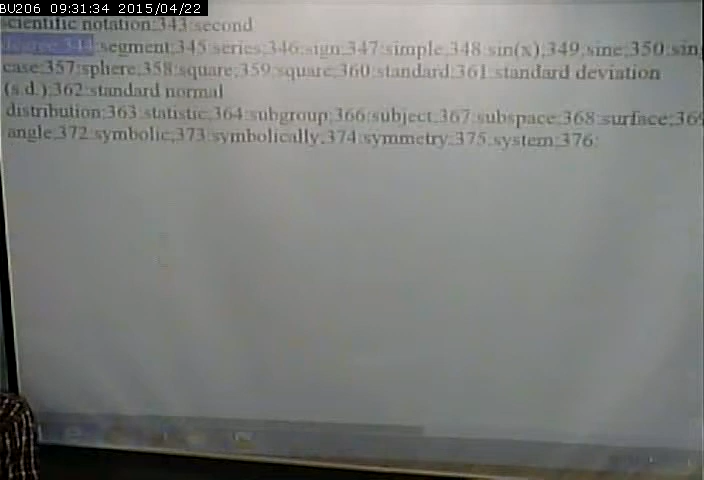 BU206 09:31:34 2015/04/22
scientific notation;343:second
degree;344:segment;345:series;346:sign;347:simple,348:sin(x),349,sine;350:sin
case;357:sphere,358:square;359:square;360:standard;361:standard deviation
(s.d.);362:standard normal
distribution;363:statistic;364:subgroup;366:subject,367:subspace;368:surface;369
angle,372:symbolic,373:symbolically,374:symmetry;375:system;376: